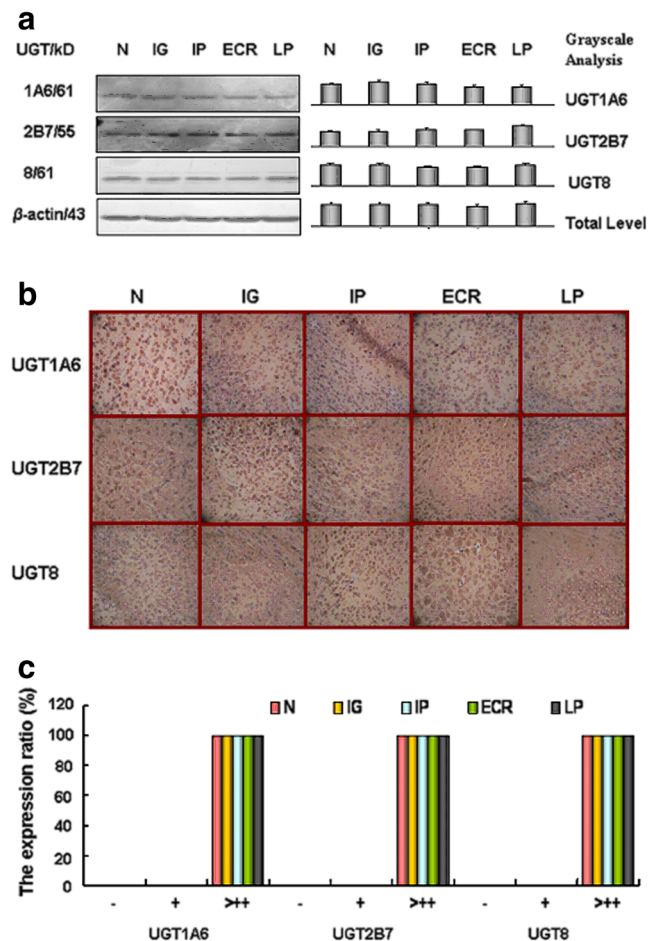 a
UGT/kD N IG IP ECR LP N IG IP ECR LP Grayscale
Analysis
1A6/61 UGT1A6
2B7/55 UGT2B7
8/61 UGT8
β-actin/43 Total Level
b
N IG IP ECR LP
UGT1A6
UGT2B7
UGT8
c
The expression ratio (%)
120
100
80
60
40
20
0
N IG IP ECR LP
- + >++ - + >++ - + >++
UGT1A6 UGT2B7 UGT8